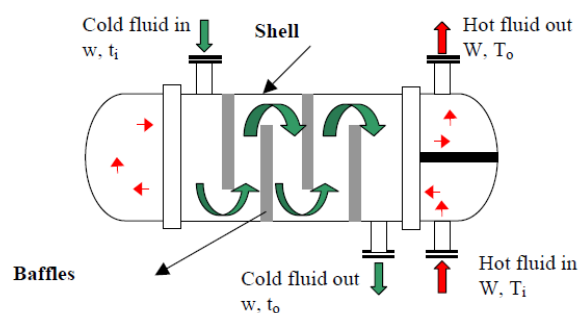 Cold fluid in
w, tᵢ
Shell
Hot fluid out
W, Tₒ
Baffles
Cold fluid out
w, tₒ
Hot fluid in
W, Tᵢ